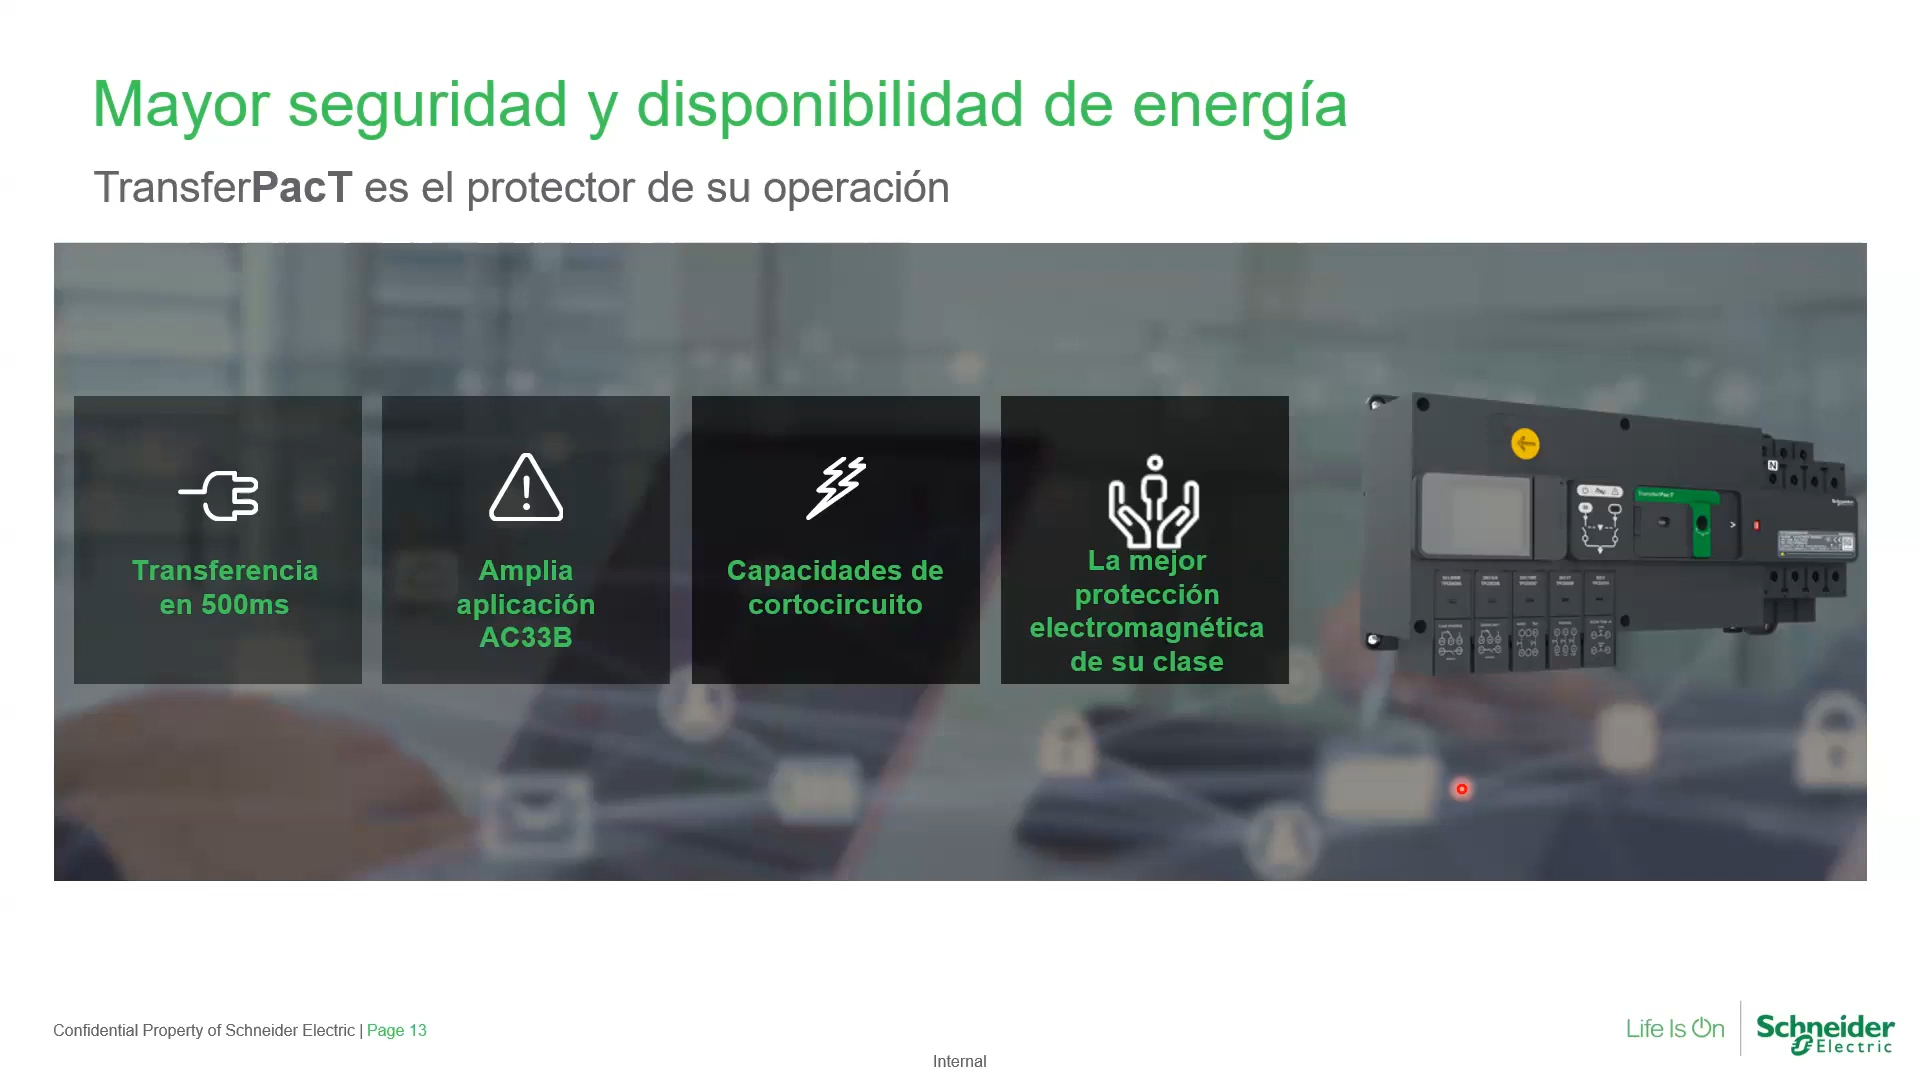 Mayor seguridad y disponibilidad de energía
TransferPacT es el protector de su operación
Transferencia
en 500ms
Amplia
aplicación
AC33B
Capacidades de
cortocircuito
La mejor
protección
electromagnética
de su clase
TransferPacT
N
Confidential Property of Schneider Electric | Page 13
Internal
Life Is On
Schneider
Electric